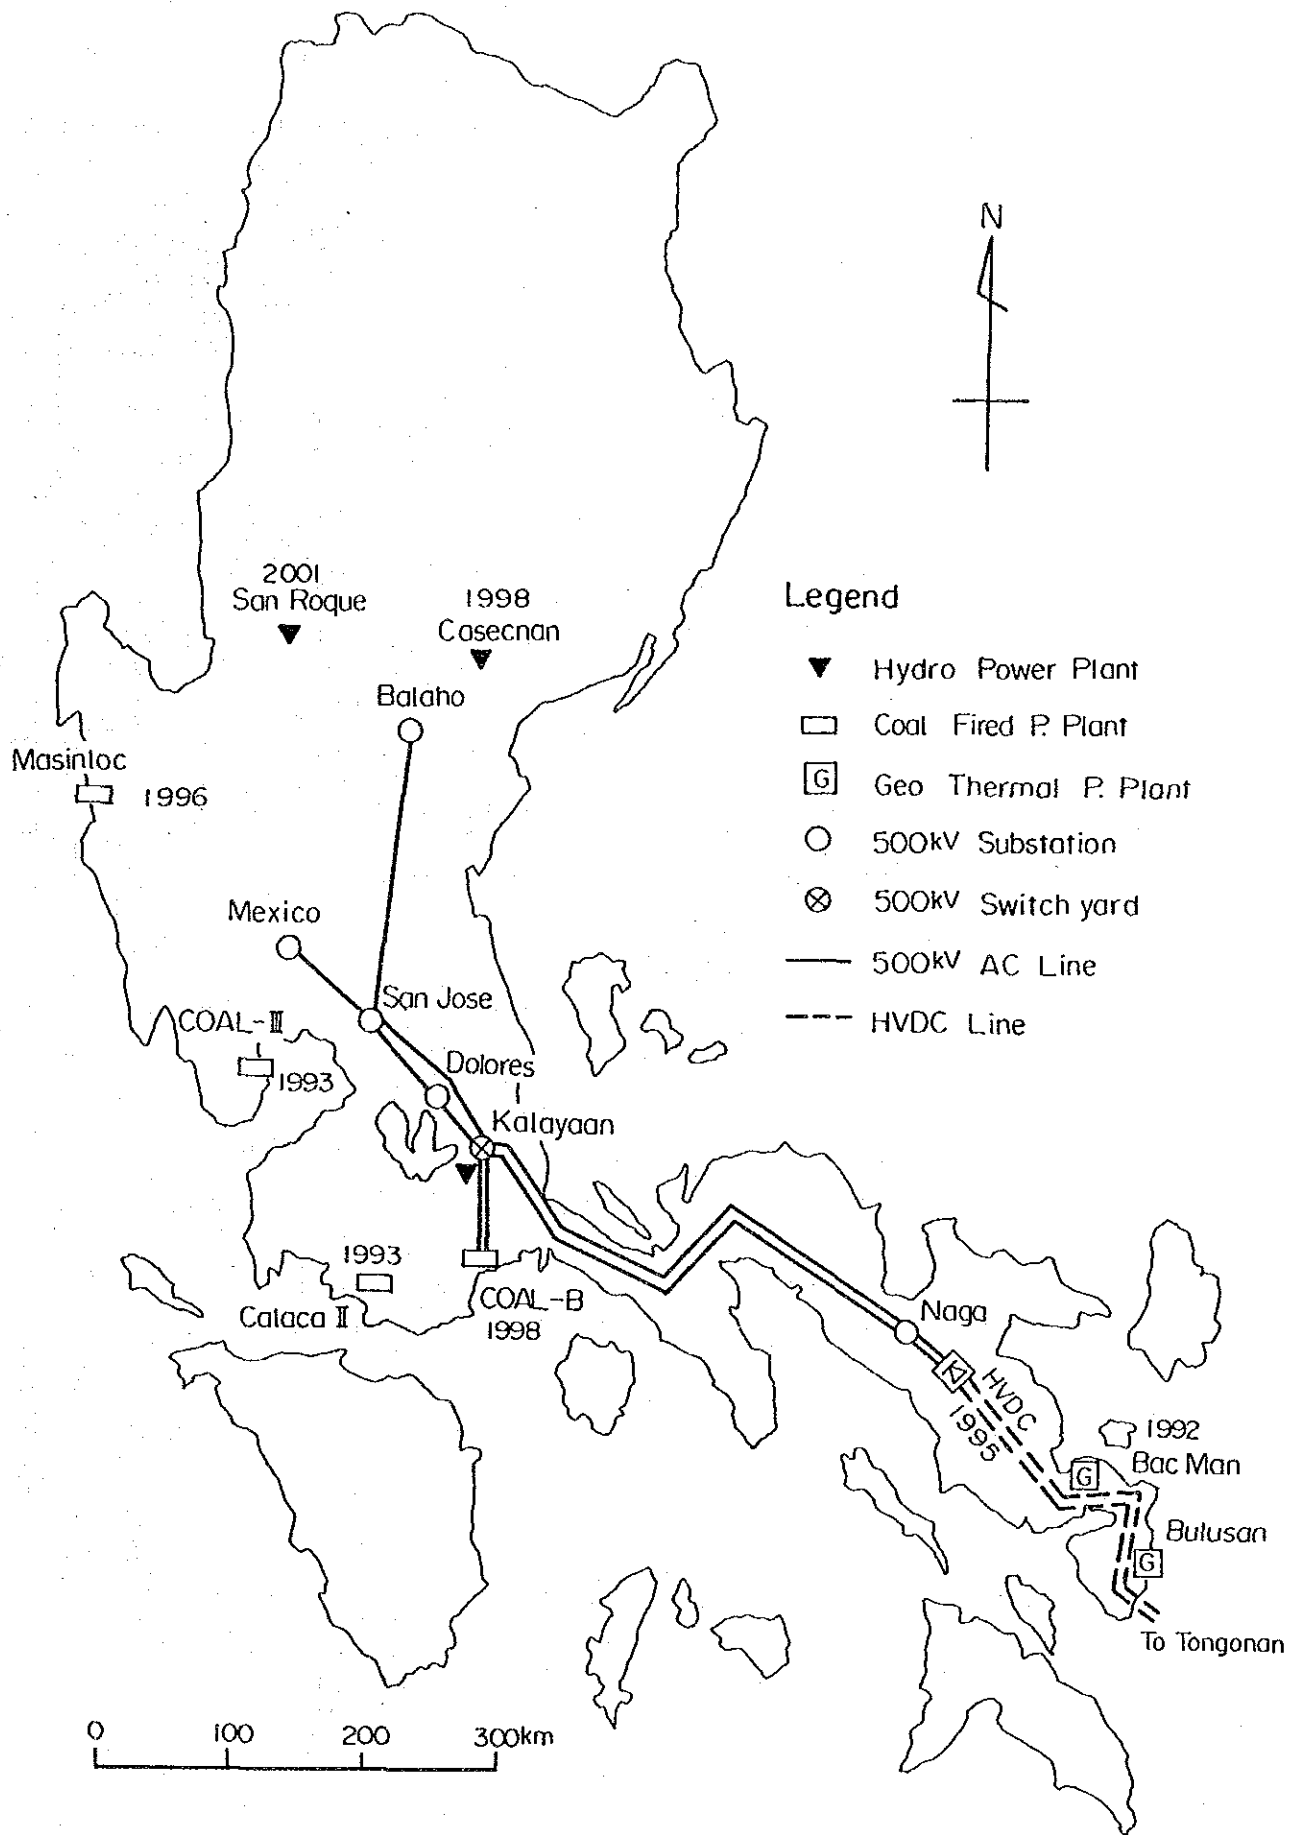 N
2001
San Roque
1998
Casecnan
Balaho
Masinloc
1996
Mexico
San Jose
COAL-Ⅲ
1993
Dolores
Kalayaan
1993
Calaca Ⅱ
COAL-B
1998
Naga
HVDC
1995
1992
Bac Man
G
Bulusan
G
To Tongonan
Legend
Hydro Power Plant
Coal Fired P. Plant
G Geo Thermal P. Plant
500kV Substation
500kV Switch yard
500kV AC Line
HVDC Line
0 100 200 300km